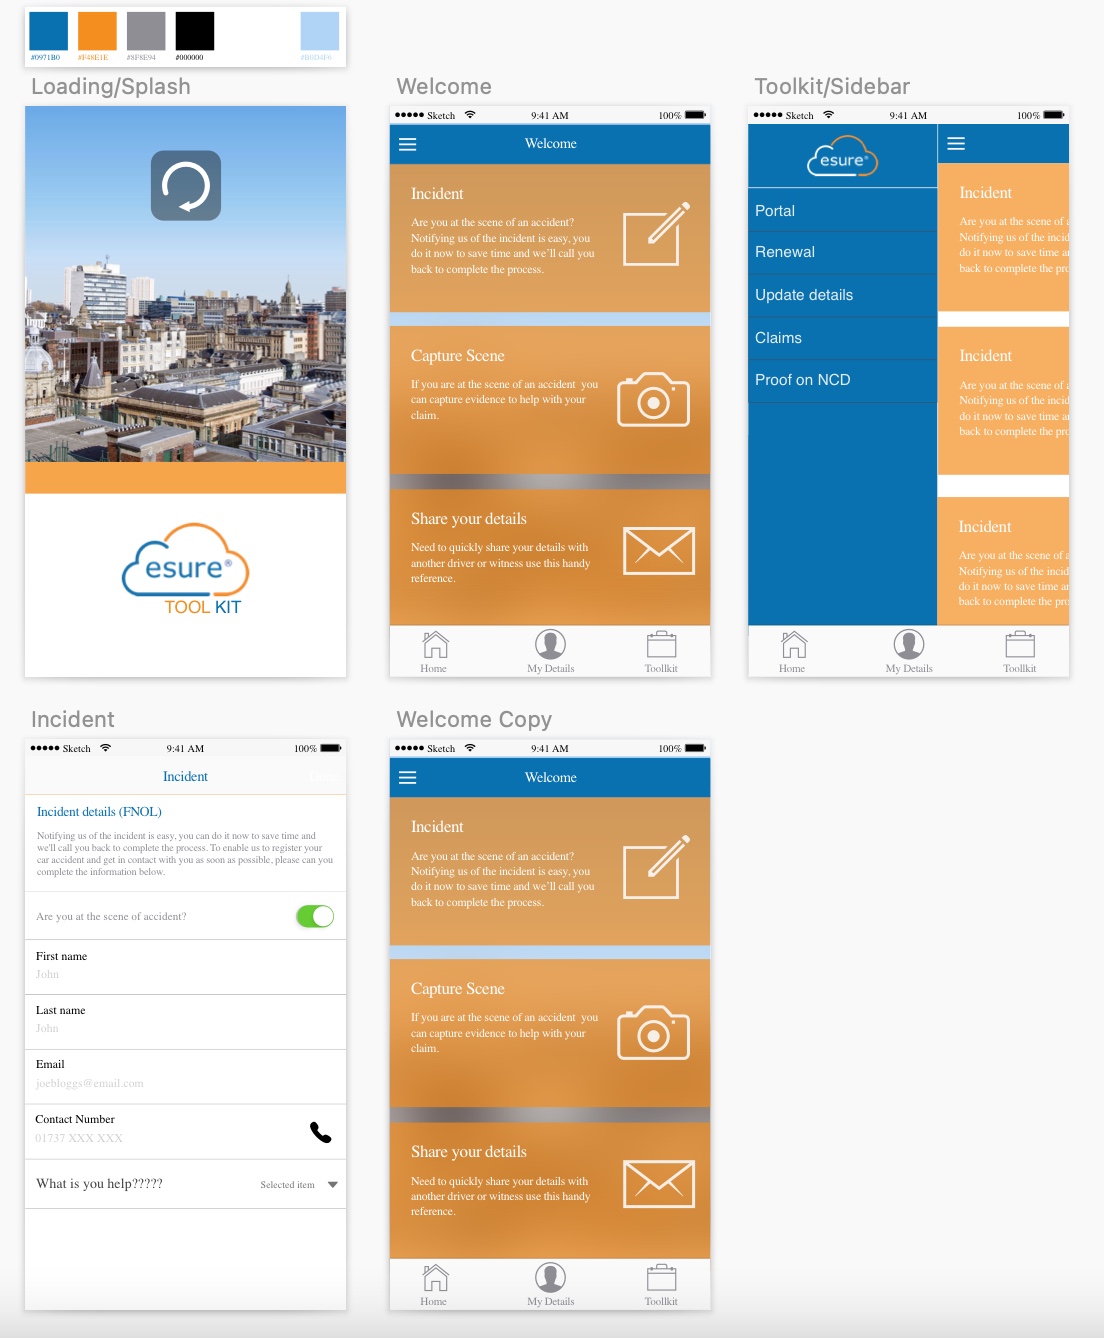 #0971B0 #F48E1E #8F8E94 #000000 #B0D4F6
Loading/Splash
esure®
TOOL KIT
Welcome
Sketch 9:41 AM 100%
Welcome
Incident
Are you at the scene of an accident?
Notifying us of the incident is easy, you
do it now to save time and we'll call you
back to complete the process.
Capture Scene
If you are at the scene of an accident you
can capture evidence to help with your
claim.
Share your details
Need to quickly share your details with
another driver or witness use this handy
reference.
Home My Details Toollkit
Toolkit/Sidebar
Sketch 9:41 AM 100%
esure®
Portal
Renewal
Update details
Claims
Proof on NCD
Incident
Are you at the scene of a
Notifying us of the incid
do it now to save time a
back to complete the pro
Incident
Are you at the scene of a
Notifying us of the incid
do it now to save time a
back to complete the pro
Incident
Are you at the scene of a
Notifying us of the incid
do it now to save time a
back to complete the pro
Home My Details Toollkit
Incident
Sketch 9:41 AM 100%
Incident
Incident details (FNOL)
Notifying us of the incident is easy, you can do it now to save time and
we'll call you back to complete the process. To enable us to register your
car accident and get in contact with you as soon as possible, please can you
complete the information below.
Are you at the scene of accident?
First name
John
Last name
John
Email
joebloggs@email.com
Contact Number
01737 XXX XXX
What is you help????? Selected item
Welcome Copy
Sketch 9:41 AM 100%
Welcome
Incident
Are you at the scene of an accident?
Notifying us of the incident is easy, you
do it now to save time and we'll call you
back to complete the process.
Capture Scene
If you are at the scene of an accident you
can capture evidence to help with your
claim.
Share your details
Need to quickly share your details with
another driver or witness use this handy
reference.
Home My Details Toollkit